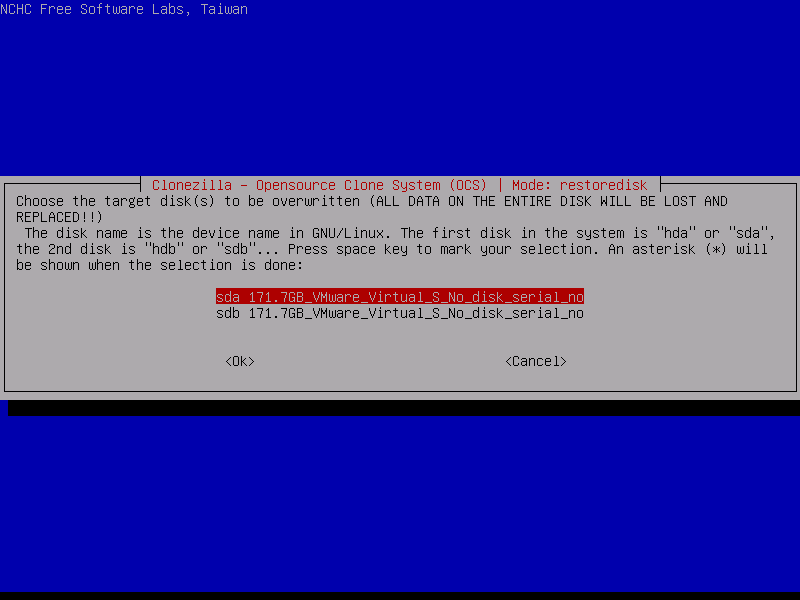 NCHC Free Software Labs, Taiwan
Clonezilla - Opensource Clone System (OCS) | Mode: restoredisk
Choose the target disk(s) to be overwritten (ALL DATA ON THE ENTIRE DISK WILL BE LOST AND
REPLACED!!)
The disk name is the device name in GNU/Linux. The first disk in the system is "hda" or "sda",
the 2nd disk is "hdb" or "sdb"... Press space key to mark your selection. An asterisk (*) will
be shown when the selection is done:
sda 171.7GB_VMware_Virtual_S_No_disk_serial_no
sdb 171.7GB_VMware_Virtual_S_No_disk_serial_no
<Ok> <Cancel>